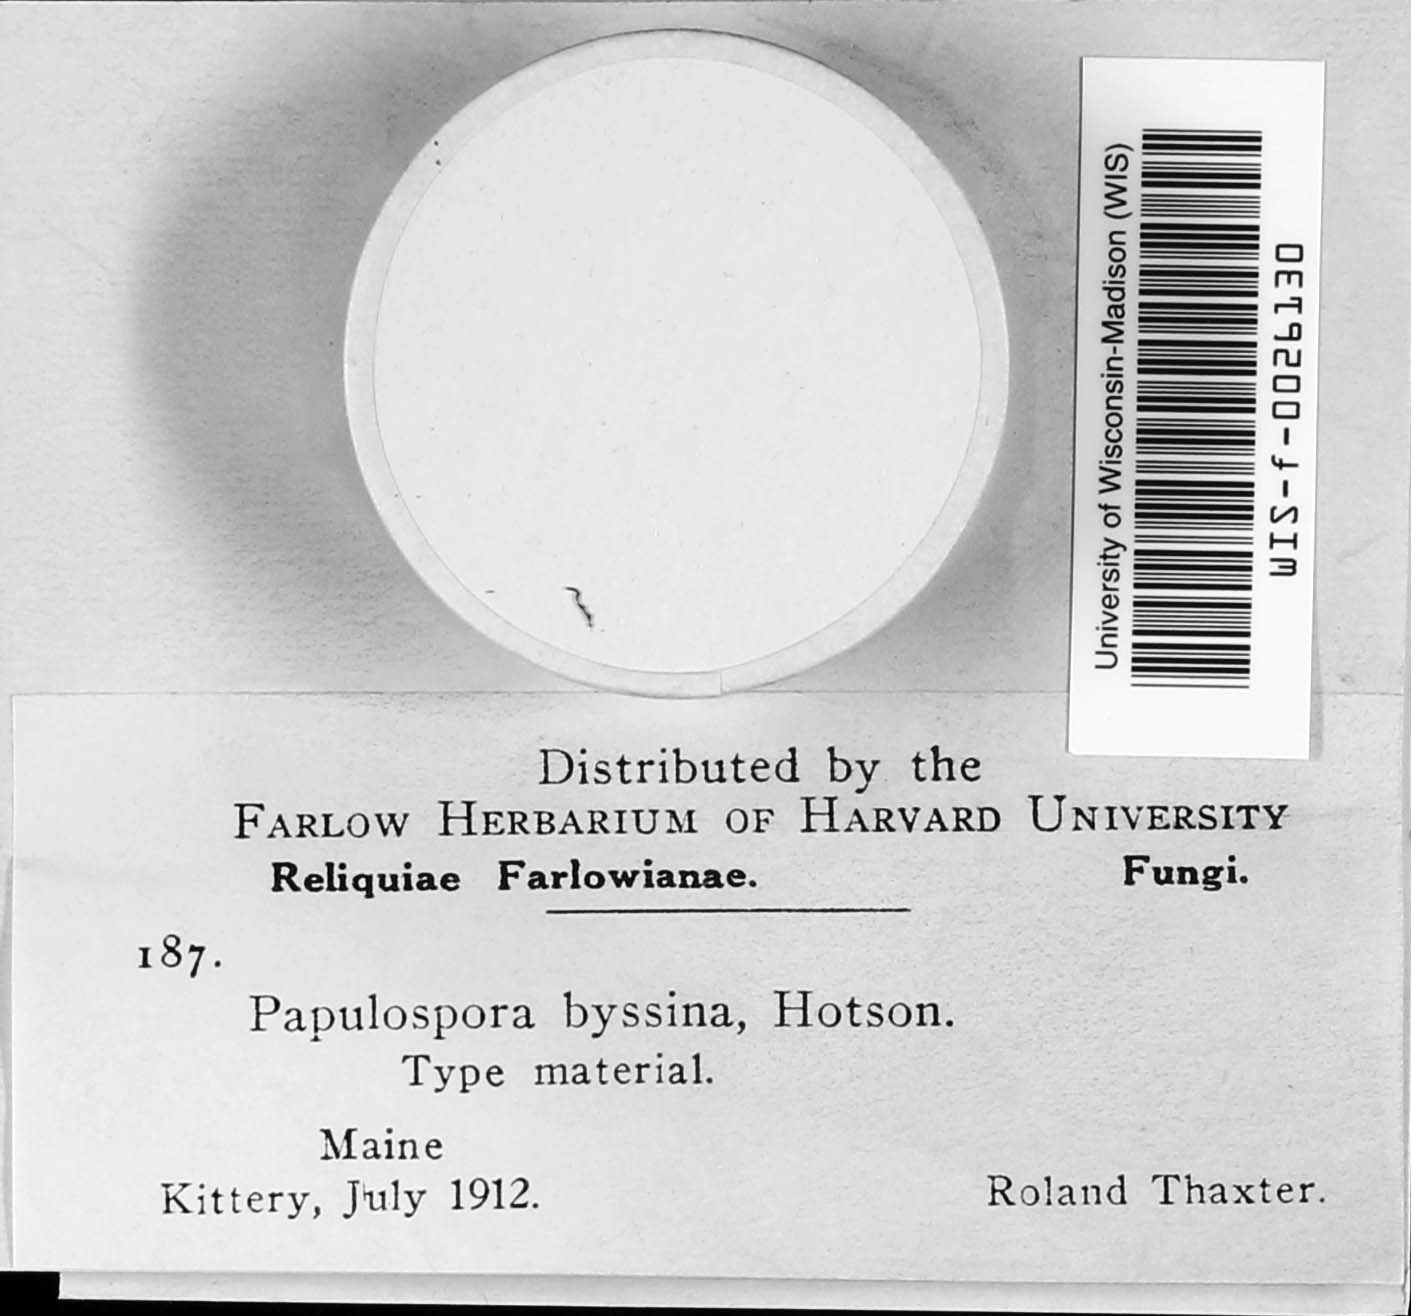 University of Wisconsin-Madison (WIS)
WIS-f-0029130
Distributed by the
FARLOW HERBARIUM OF HARVARD UNIVERSITY
Reliquiae Farlowianae. Fungi.
187.
Papulospora byssina, Hotson.
Type material.
Maine
Kittery, July 1912. Roland Thaxter.